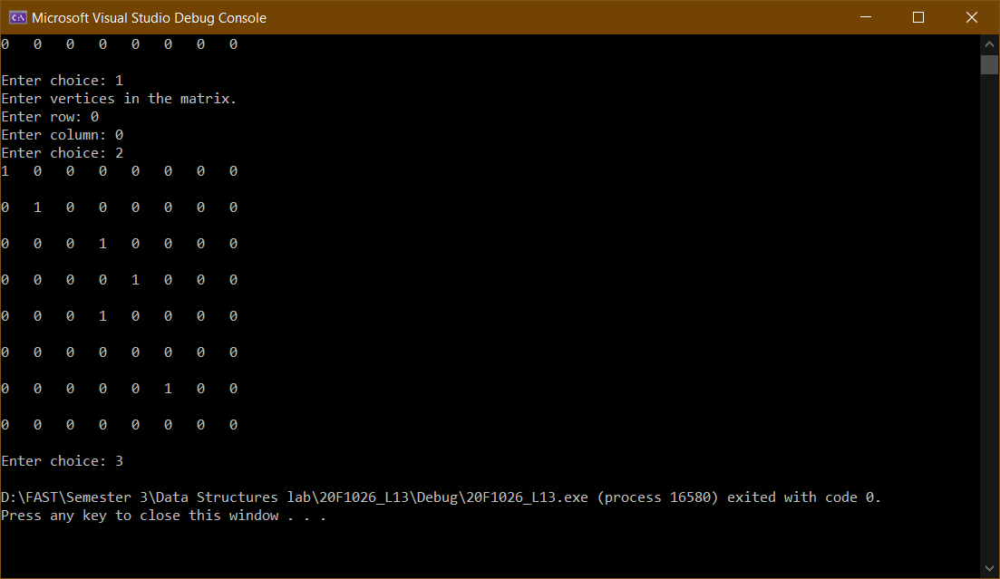 Microsoft Visual Studio Debug Console
0 0 0 0 0 0 0 0
Enter choice: 1
Enter vertices in the matrix.
Enter row: 0
Enter column: 0
Enter choice: 2
1 0 0 0 0 0 0 0
0 1 0 0 0 0 0 0
0 0 0 1 0 0 0 0
0 0 0 0 1 0 0 0
0 0 0 1 0 0 0 0
0 0 0 0 0 0 0 0
0 0 0 0 0 1 0 0
0 0 0 0 0 0 0 0
Enter choice: 3
D:\FAST\Semester 3\Data Structures lab\20F1026_L13\Debug\20F1026_L13.exe (process 16580) exited with code 0.
Press any key to close this window . . .